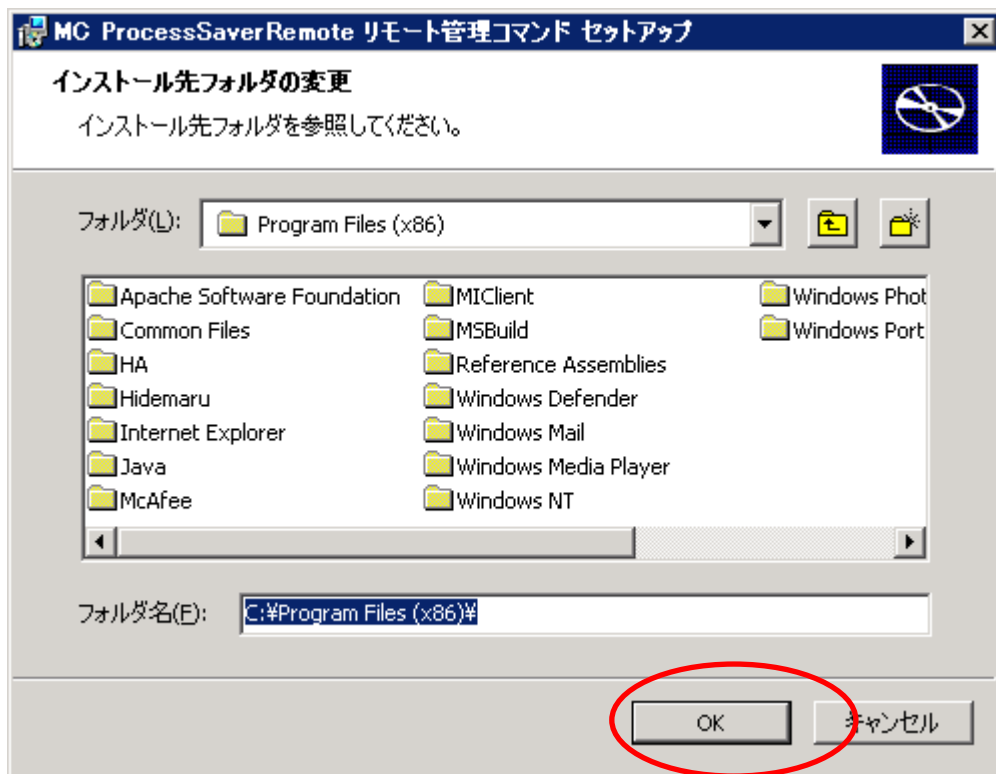 MC ProcessSaverRemote リモート管理コマンド セットアップ
インストール先フォルダの変更
インストール先フォルダを参照してください。
フォルダ(L): Program Files (x86)
Apache Software Foundation MIClient Windows Phot
Common Files MSBuild Windows Port
HA Reference Assemblies
Hidemaru Windows Defender
Internet Explorer Windows Mail
Java Windows Media Player
McAfee Windows NT
フォルダ名(F): C:¥Program Files (x86)¥
OK キャンセル